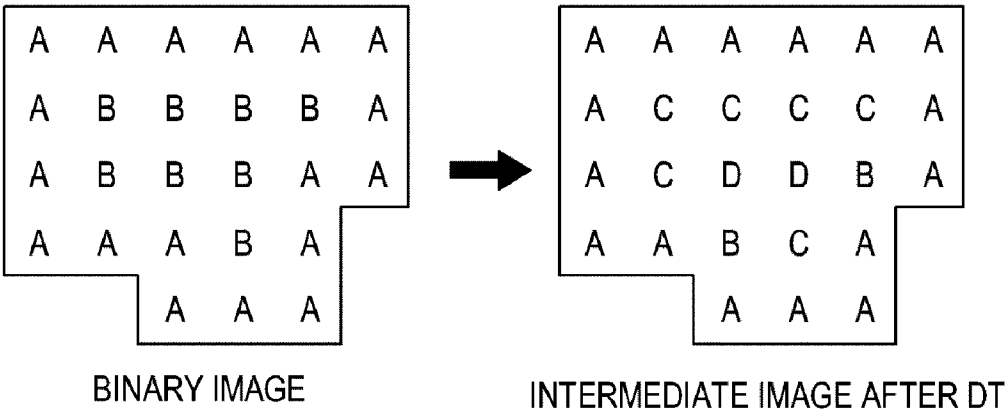 A A A A A A
A B B B B A
A B B B A A
A A A B A
A A A
BINARY IMAGE
A A A A A A
A C C C C A
A C D D B A
A A B C A
A A A
INTERMEDIATE IMAGE AFTER DT